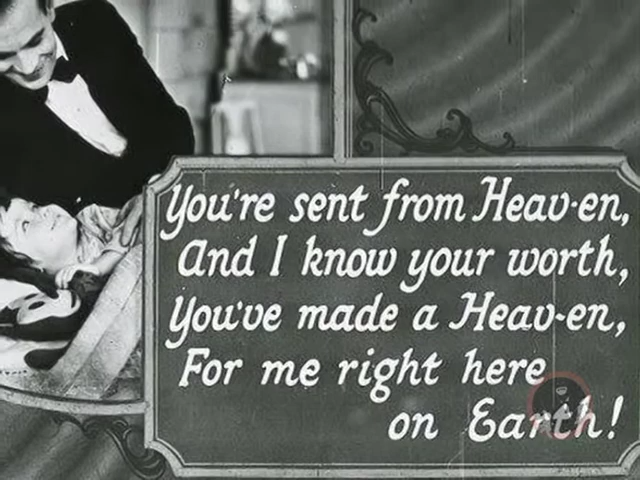 You're sent from Heav-en,
And I know your worth,
You've made a Heav-en,
For me right here
on Earth!